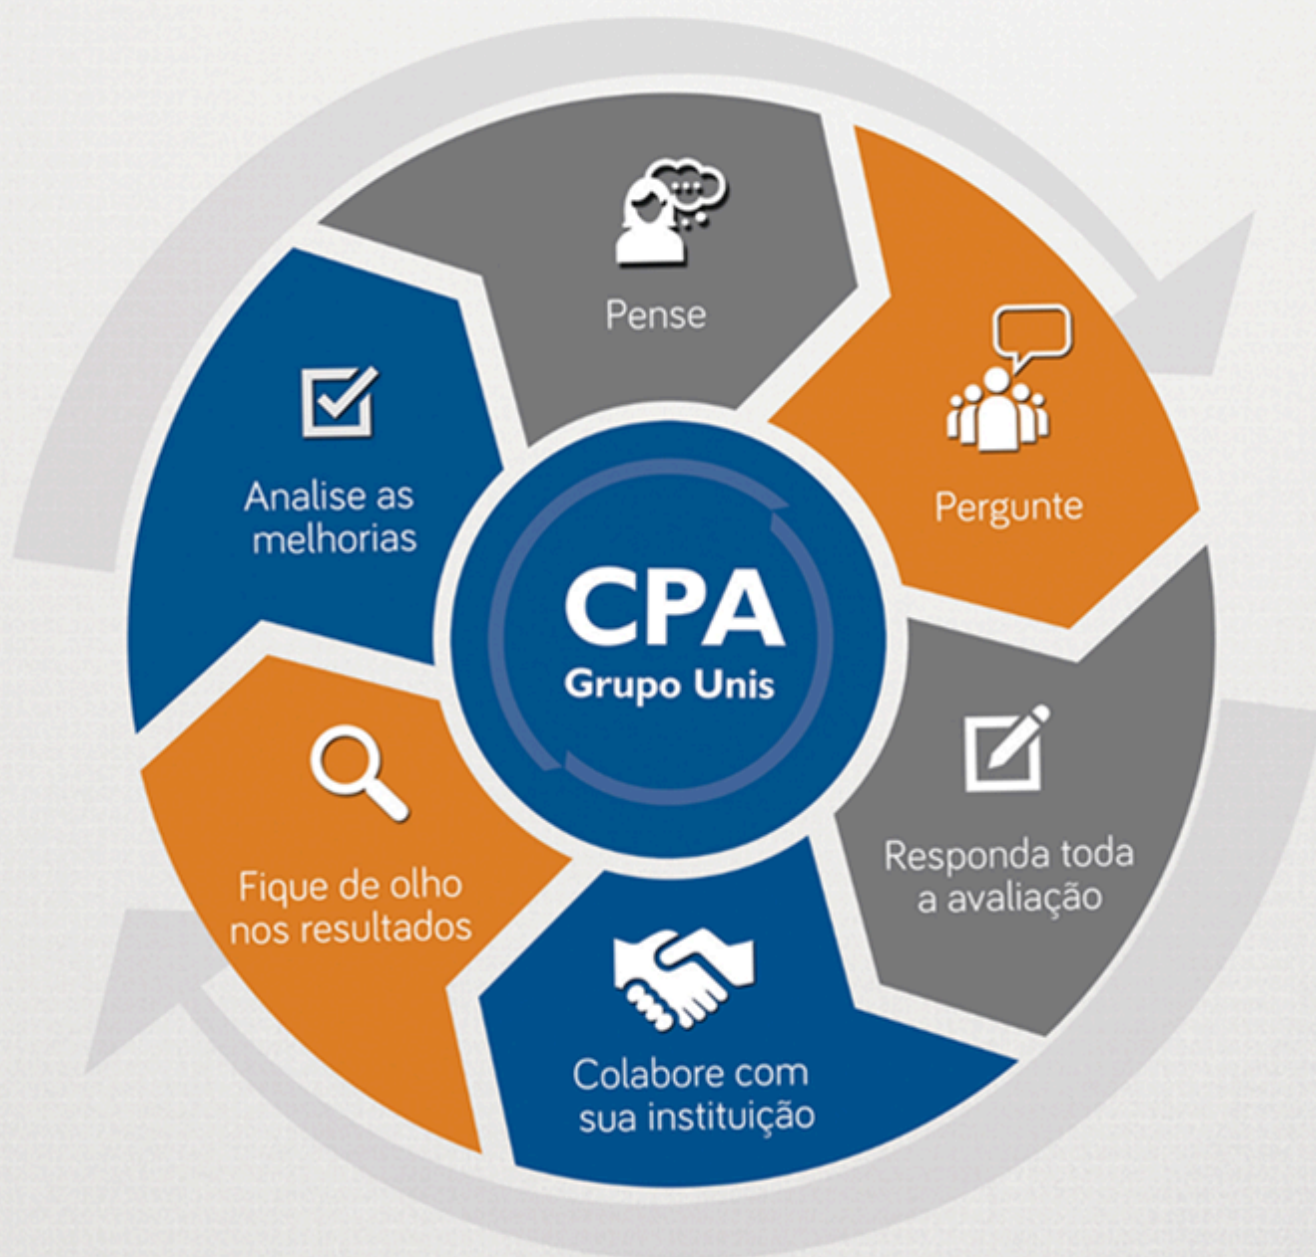 Pense
Pergunte
Responda toda
a avaliação
Colabore com
sua instituição
Fique de olho
nos resultados
Analise as
melhorias
CPA
Grupo Unis